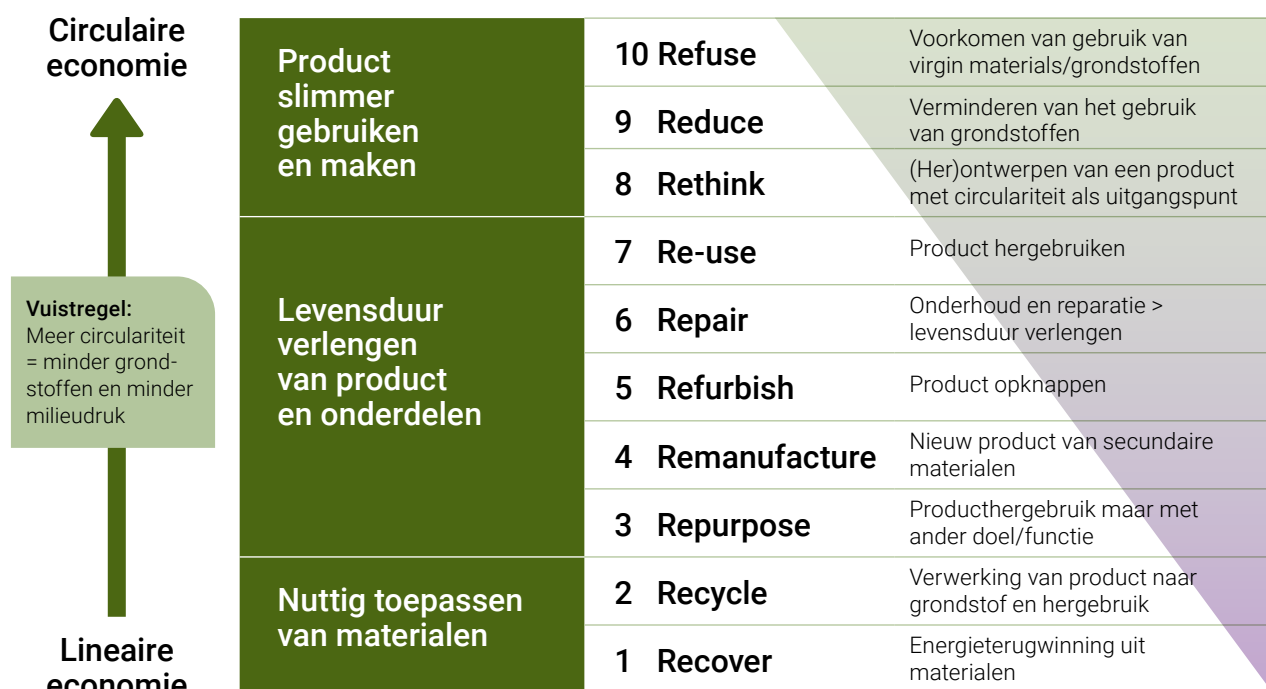 Circulaire
economie
Vuistregel:
Meer circulariteit
= minder grond-
stoffen en minder
milieudruk
Lineaire
economie
Product
slimmer
gebruiken
en maken
10 Refuse
Voorkomen van gebruik van
virgin materials/grondstoffen
9 Reduce
Verminderen van het gebruik
van grondstoffen
8 Rethink
(Her)ontwerpen van een product
met circulariteit als uitgangspunt
Levensduur
verlengen
van product
en onderdelen
7 Re-use
Product hergebruiken
6 Repair
Onderhoud en reparatie >
levensduur verlengen
5 Refurbish
Product opknappen
4 Remanufacture
Nieuw product van secundaire
materialen
3 Repurpose
Producthergebruik maar met
ander doel/functie
Nuttig toepassen
van materialen
2 Recycle
Verwerking van product naar
grondstof en hergebruik
1 Recover
Energieterugwinning uit
materialen